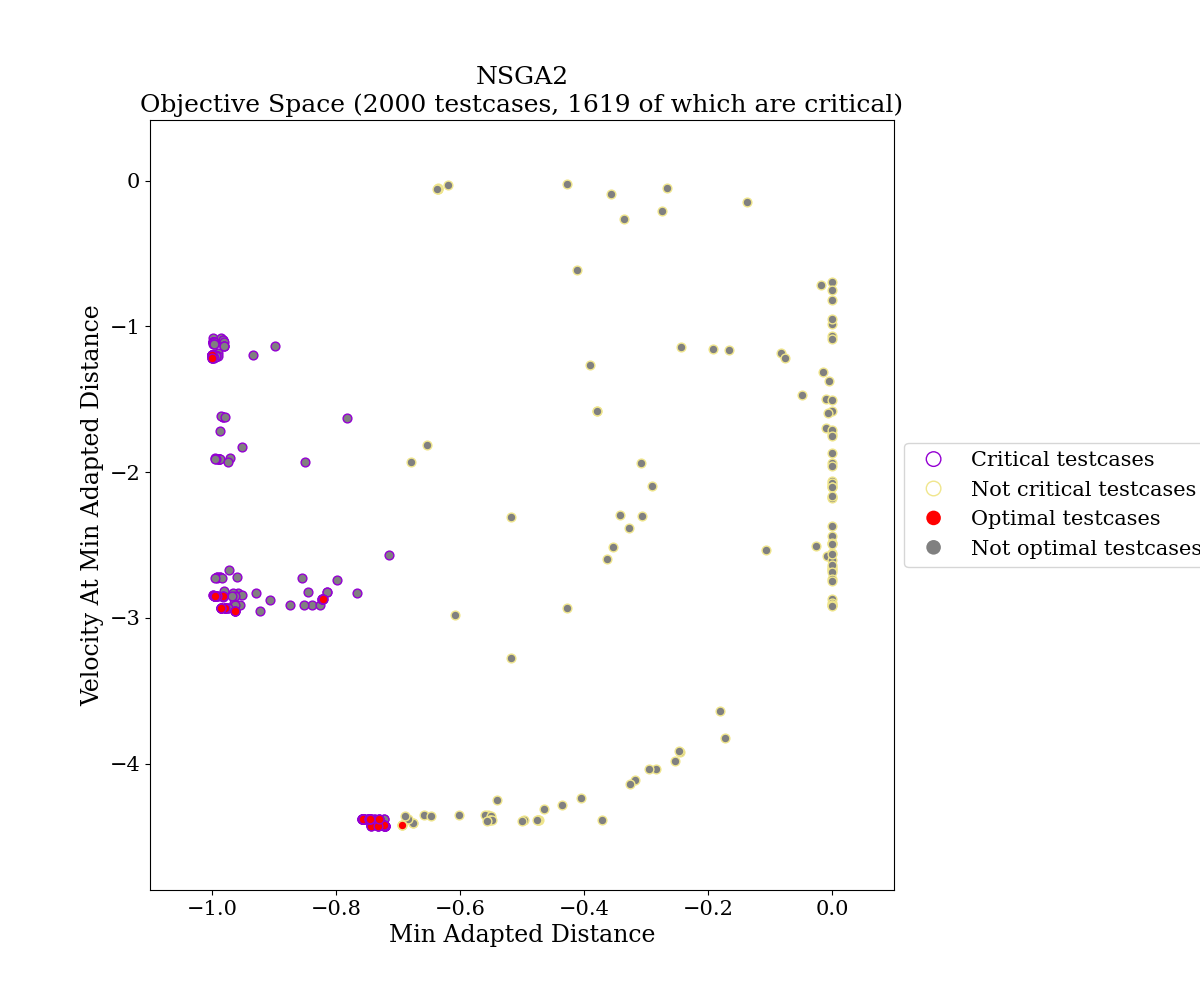 NSGA2
Objective Space (2000 testcases, 1619 of which are critical)
0
−1
−2
−3
−4
Velocity At Min Adapted Distance
−1.0
−0.8
−0.6
−0.4
−0.2
0.0
Min Adapted Distance
Critical testcases
Not critical testcases
Optimal testcases
Not optimal testcases